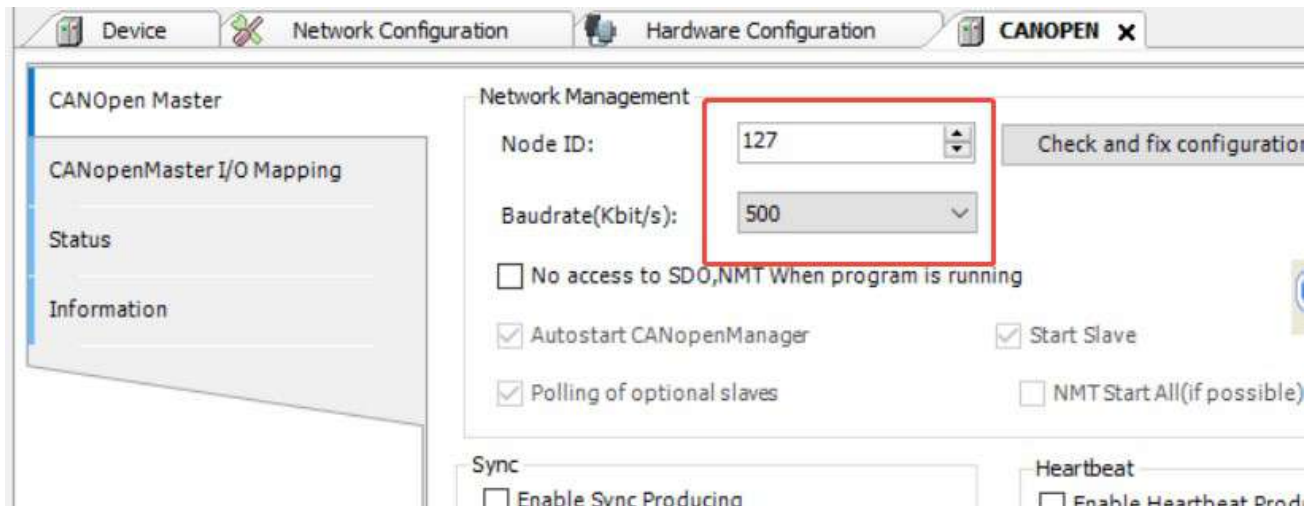 Device Network Configuration Hardware Configuration CANOPEN
CANOpen Master
CANopenMaster I/O Mapping
Status
Information
Network Management
Node ID: 127 Check and fix configuration
Baudrate(Kbit/s): 500
No access to SDO,NMT When program is running
Autostart CANopenManager Start Slave
Polling of optional slaves NMT Start All(if possible)
Sync Heartbeat
Enable Sync Producing Enable Heartbeat